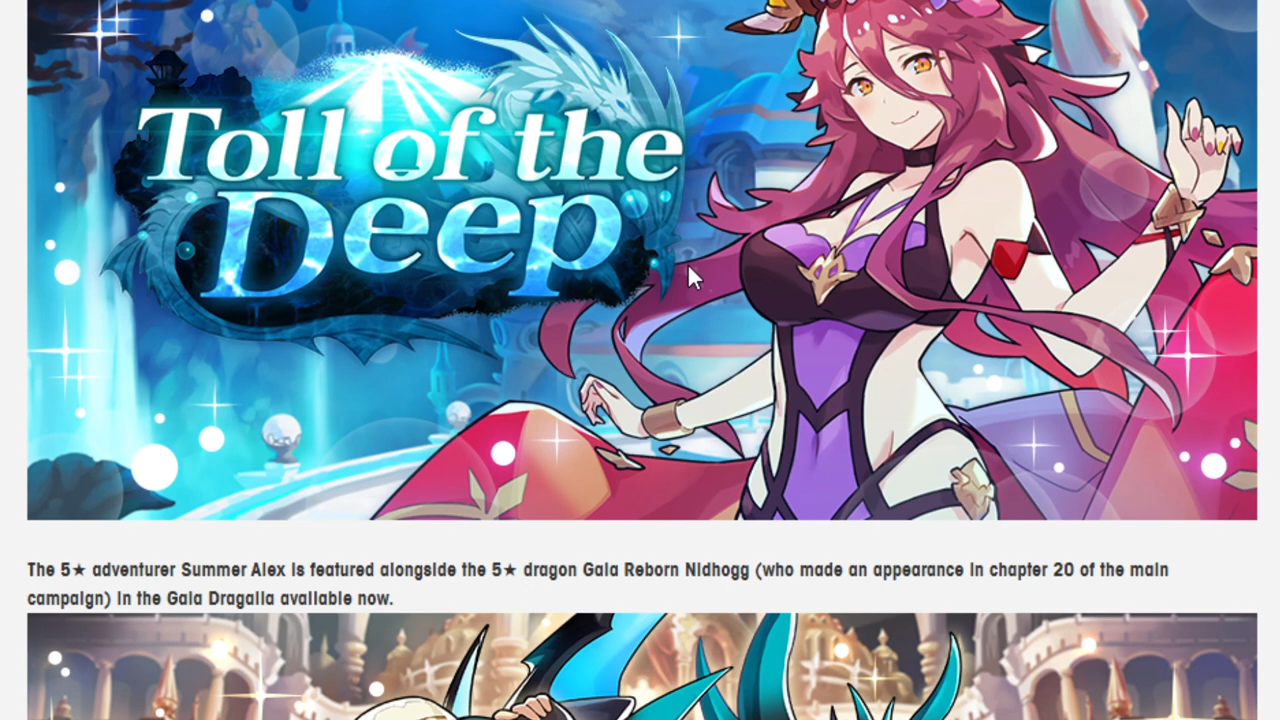 Toll of the
Deep
The 5★ adventurer Summer Alex is featured alongside the 5★ dragon Gala Reborn Nidhogg (who made an appearance in chapter 20 of the main
campaign) in the Gala Dragalia available now.